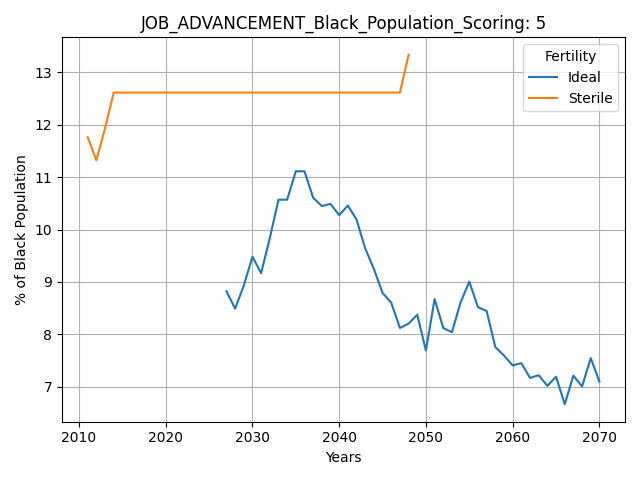 JOB_ADVANCEMENT_Black_Population_Scoring: 5
Fertility
Ideal
Sterile
% of Black Population
13
12
11
10
9
8
7
2010 2020 2030 2040 2050 2060 2070
Years